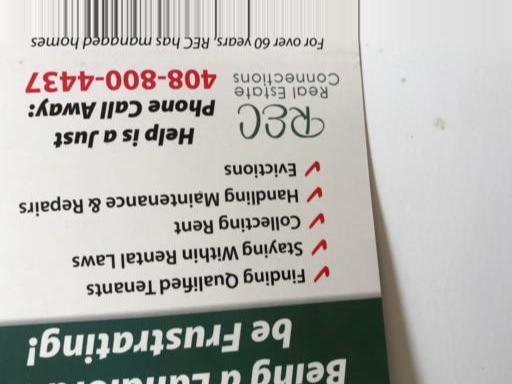 Being a Landlord
be Frustrating!
✓ Finding Qualified Tenants
✓ Staying Within Rental Laws
✓ Collecting Rent
✓ Handling Maintenance & Repairs
✓ Evictions
REC
Real Estate
Connections
Help is a Just
Phone Call Away:
408-800-4437
For over 60 years, REC has managed homes